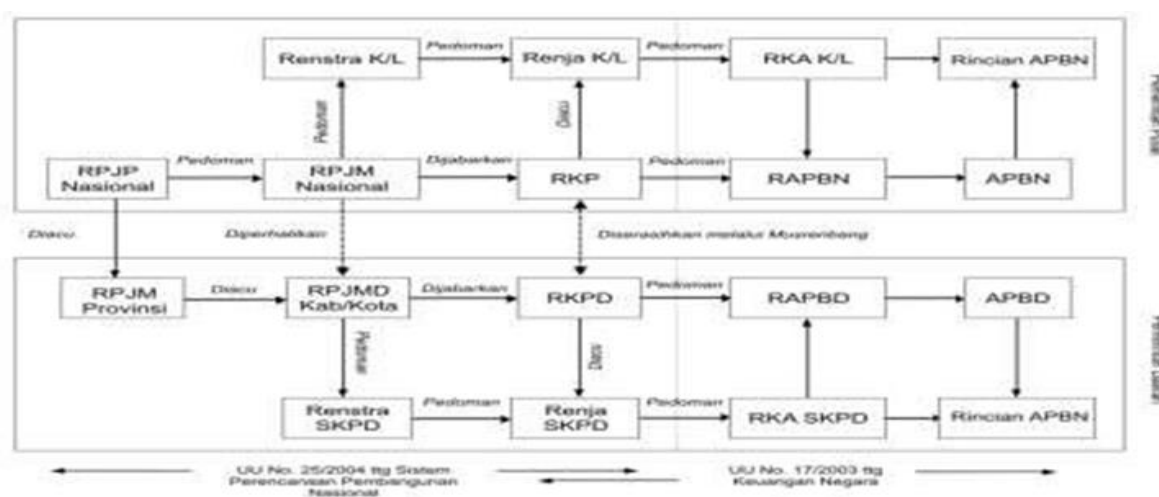 Pedoman
Pedoman
Renstra K/L
Renja K/L
RKA K/L
Rincian APBN
Pedoman
Diacu
Pedoman
Dijabarkan
Pedoman
RPJP
Nasional
RPJM
Nasional
RKP
RAPBN
APBN
Diacu
Diperhatikan
Diserasihkan melalui Musrenbang
RPJM
Provinsi
Diacu
RPJMD
Kab/Kota
Dijabarkan
RKPD
Pedoman
RAPBD
APBD
Pedoman
Diacu
Renstra
SKPD
Pedoman
Renja
SKPD
Pedoman
RKA SKPD
Rincian APBN
UU No. 25/2004 ttg Sistem
Perencanaan Pembangunan
Nasional
UU No. 17/2003 ttg
Keuangan Negara